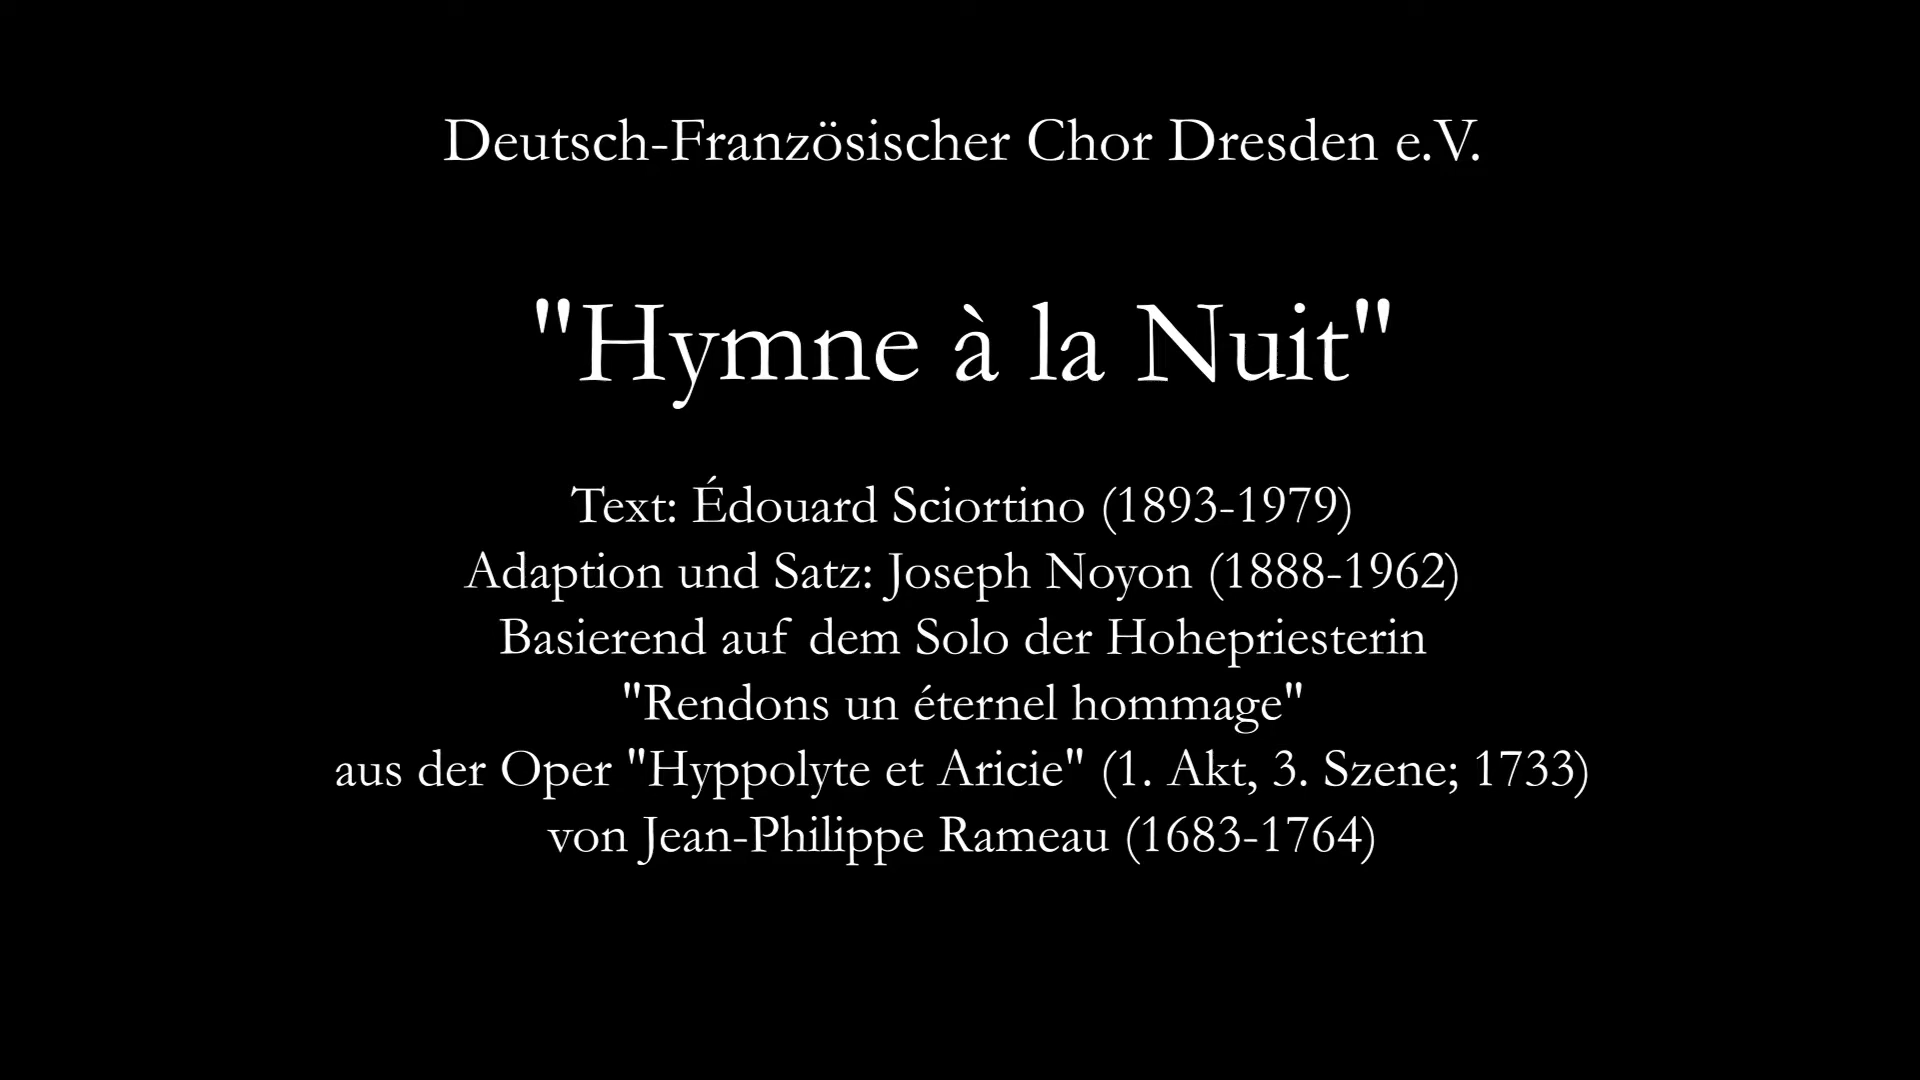 Deutsch-Französischer Chor Dresden e.V.
"Hymne à la Nuit"
Text: Édouard Sciortino (1893-1979)
Adaption und Satz: Joseph Noyon (1888-1962)
Basierend auf dem Solo der Hohepriesterin
"Rendons un éternel hommage"
aus der Oper "Hyppolyte et Aricie" (1. Akt, 3. Szene; 1733)
von Jean-Philippe Rameau (1683-1764)